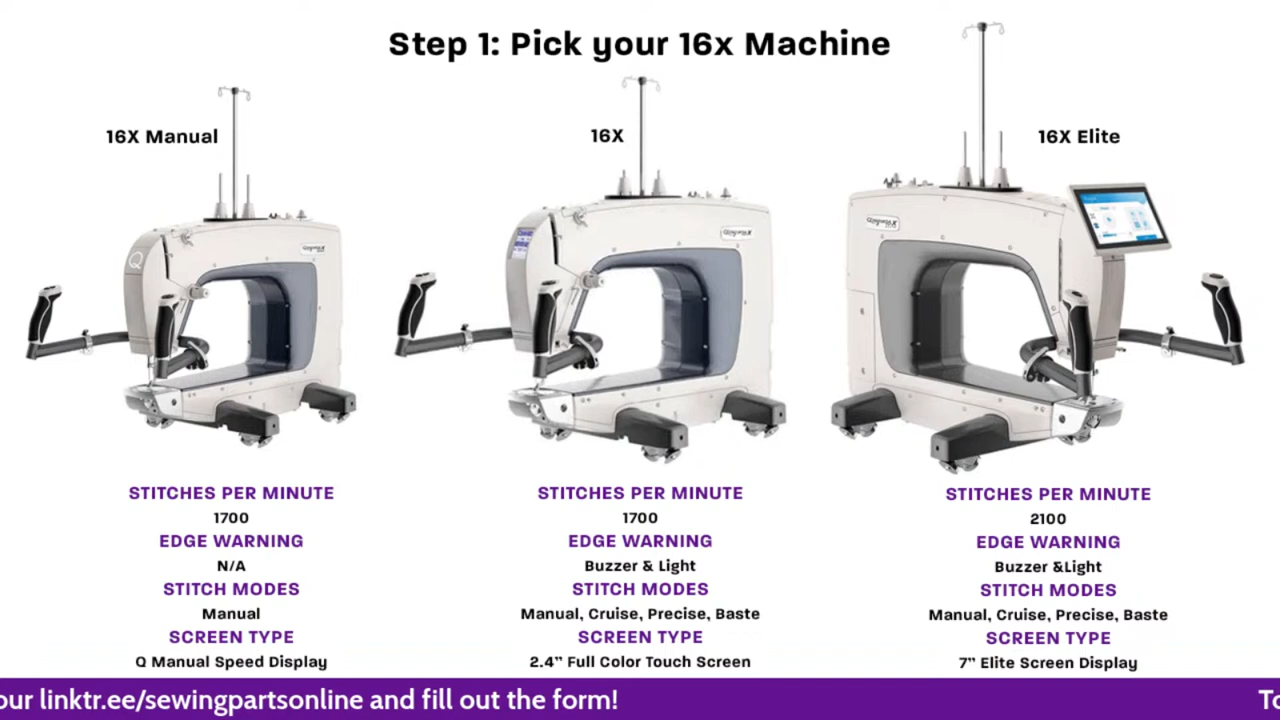 Step 1: Pick your 16x Machine
16X Manual
16X
16X Elite
Q
STITCHES PER MINUTE
1700
EDGE WARNING
N/A
STITCH MODES
Manual
SCREEN TYPE
Q Manual Speed Display
STITCHES PER MINUTE
1700
EDGE WARNING
Buzzer & Light
STITCH MODES
Manual, Cruise, Precise, Baste
SCREEN TYPE
2.4” Full Color Touch Screen
STITCHES PER MINUTE
2100
EDGE WARNING
Buzzer &Light
STITCH MODES
Manual, Cruise, Precise, Baste
SCREEN TYPE
7” Elite Screen Display
our linktr.ee/sewingpartsonline and fill out the form!
To